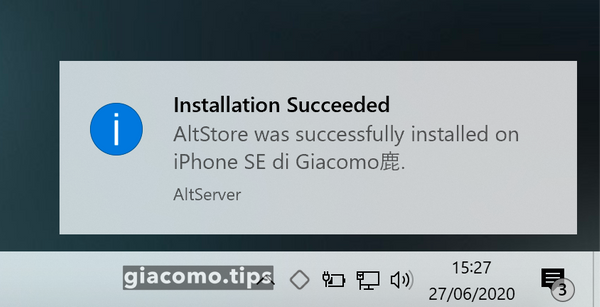 Installation Succeeded
AltStore was successfully installed on
iPhone SE di Giacomo鹿.
AltServer
giacomo.tips
15:27
27/06/2020
3